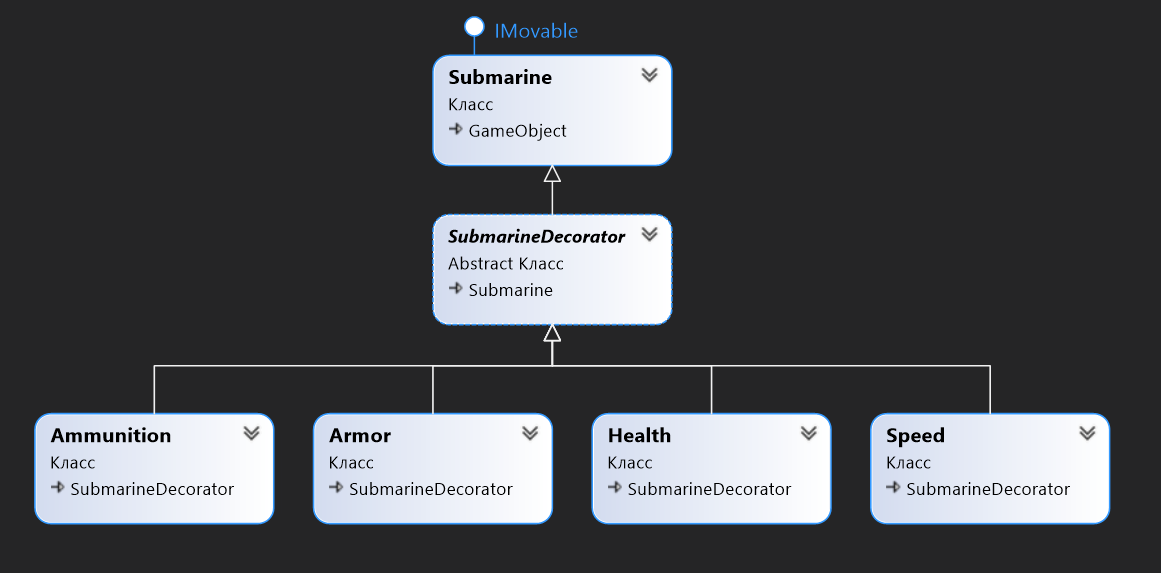 IMovable
Submarine
Класс
GameObject
SubmarineDecorator
Abstract Класс
Submarine
Ammunition
Класс
SubmarineDecorator
Armor
Класс
SubmarineDecorator
Health
Класс
SubmarineDecorator
Speed
Класс
SubmarineDecorator